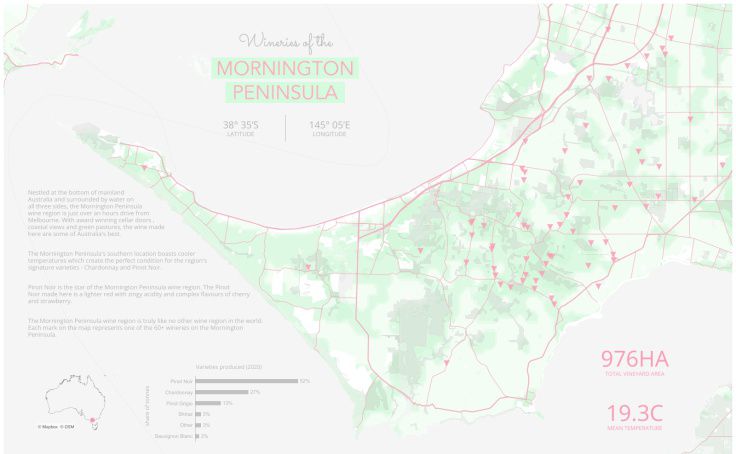 Wineries of the
MORNINGTON
PENINSULA
38° 35'S
LATITUDE
145° 05'E
LONGITUDE
Nestled at the bottom of mainland
Australia and surrounded by water on
all three sides, the Mornington Peninsula
wine region is just over an hours drive from
Melbourne. With award winning cellar doors ,
coastal views and green pastures, the wine made
here are some of Australia's best.
The Mornington Peninsula's southern location boasts cooler
temperatures which create the perfect condition for the region's
signature varieties - Chardonnay and Pinot Noir.
Pinot Noir is the star of the Mornington Peninsula wine region. The Pinot
Noir made here is a lighter red with zingy acidity and complex flavours of cherry
and strawberry.
The Mornington Peninsula wine region is truly like no other wine region in the world.
Each mark on the map represents one of the 60+ wineries on the Mornington
Peninsula.
© Mapbox © OSM
Varieties produced (2020)
share of tonnes
Pinot Noir 52%
Chardonnay 27%
Pinot Grigio 13%
Shiraz 3%
Other 3%
Sauvignon Blanc 2%
976HA
TOTAL VINEYARD AREA
19.3C
MEAN TEMPERATURE